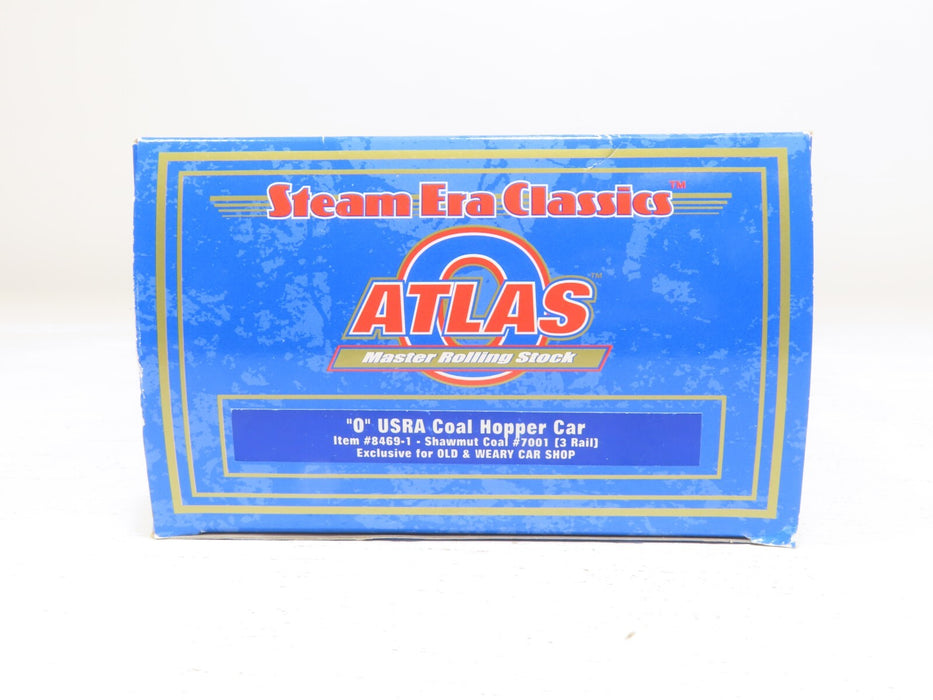 Steam Era Classics™
O
ATLAS™
Master Rolling Stock
"O" USRA Coal Hopper Car
Item #8469-1 - Shawmut Coal #7001 [3 Rail]
Exclusive for OLD & WEARY CAR SHOP